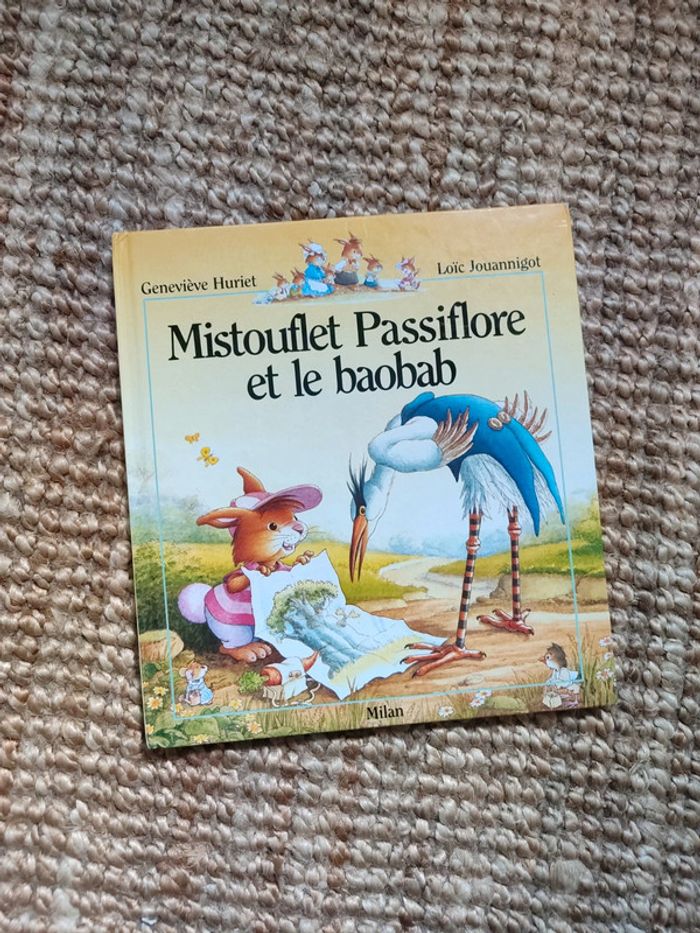 Geneviève Huriet
Loïc Jouannigot
Mistouflet Passiflore
et le baobab
Milan